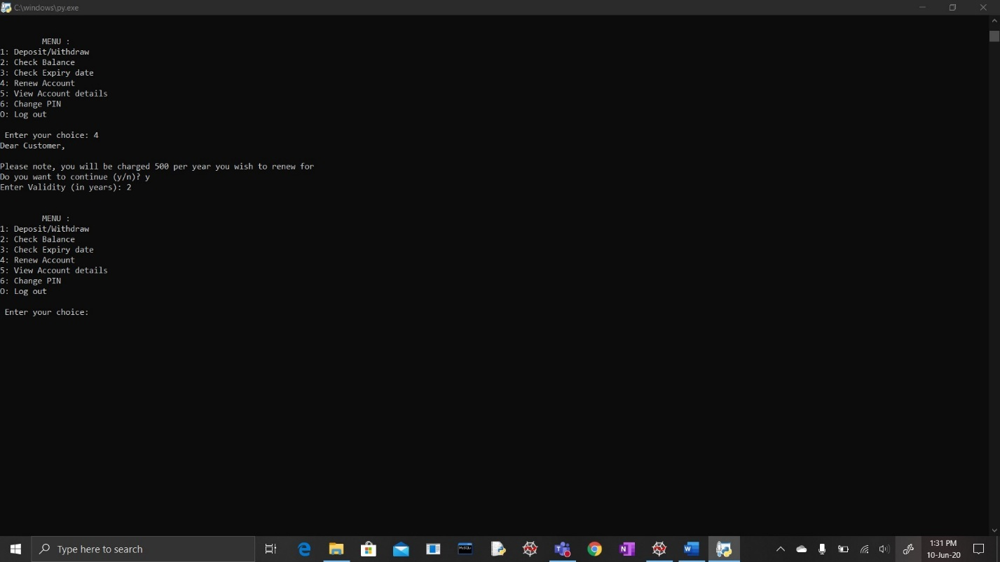 C:\windows\py.exe
MENU :
1: Deposit/Withdraw
2: Check Balance
3: Check Expiry date
4: Renew Account
5: View Account details
6: Change PIN
O: Log out
Enter your choice: 4
Dear Customer,
Please note, you will be charged 500 per year you wish to renew for
Do you want to continue (y/n)? y
Enter Validity (in years): 2
MENU :
1: Deposit/Withdraw
2: Check Balance
3: Check Expiry date
4: Renew Account
5: View Account details
6: Change PIN
O: Log out
Enter your choice:
Type here to search
MySQL
1:31 PM
10-Jun-20